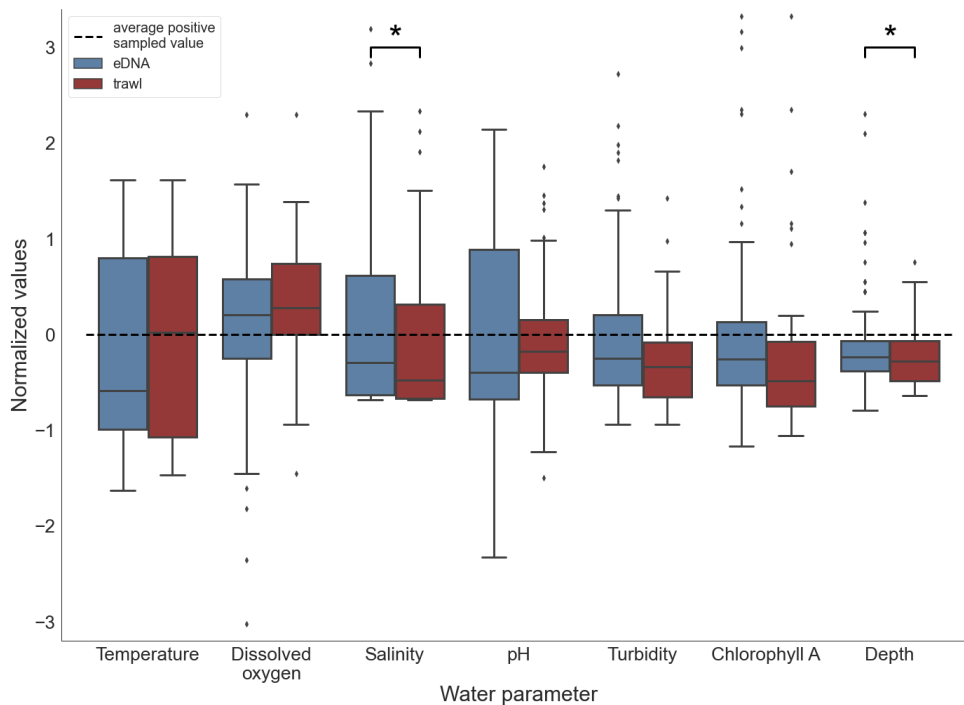 average positive
sampled value
eDNA
trawl
*
*
Normalized values
3
2
1
0
−1
−2
−3
Temperature
Dissolved
oxygen
Salinity
pH
Turbidity
Chlorophyll A
Depth
Water parameter